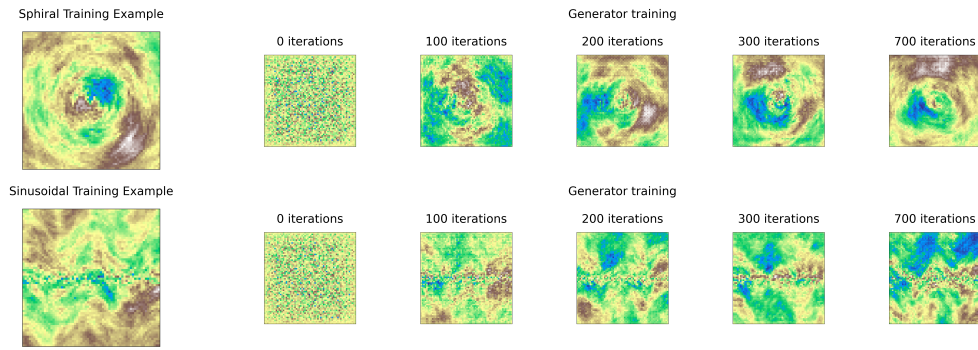 Sphiral Training Example
Generator training
0 iterations
100 iterations
200 iterations
300 iterations
700 iterations
Sinusoidal Training Example
Generator training
0 iterations
100 iterations
200 iterations
300 iterations
700 iterations